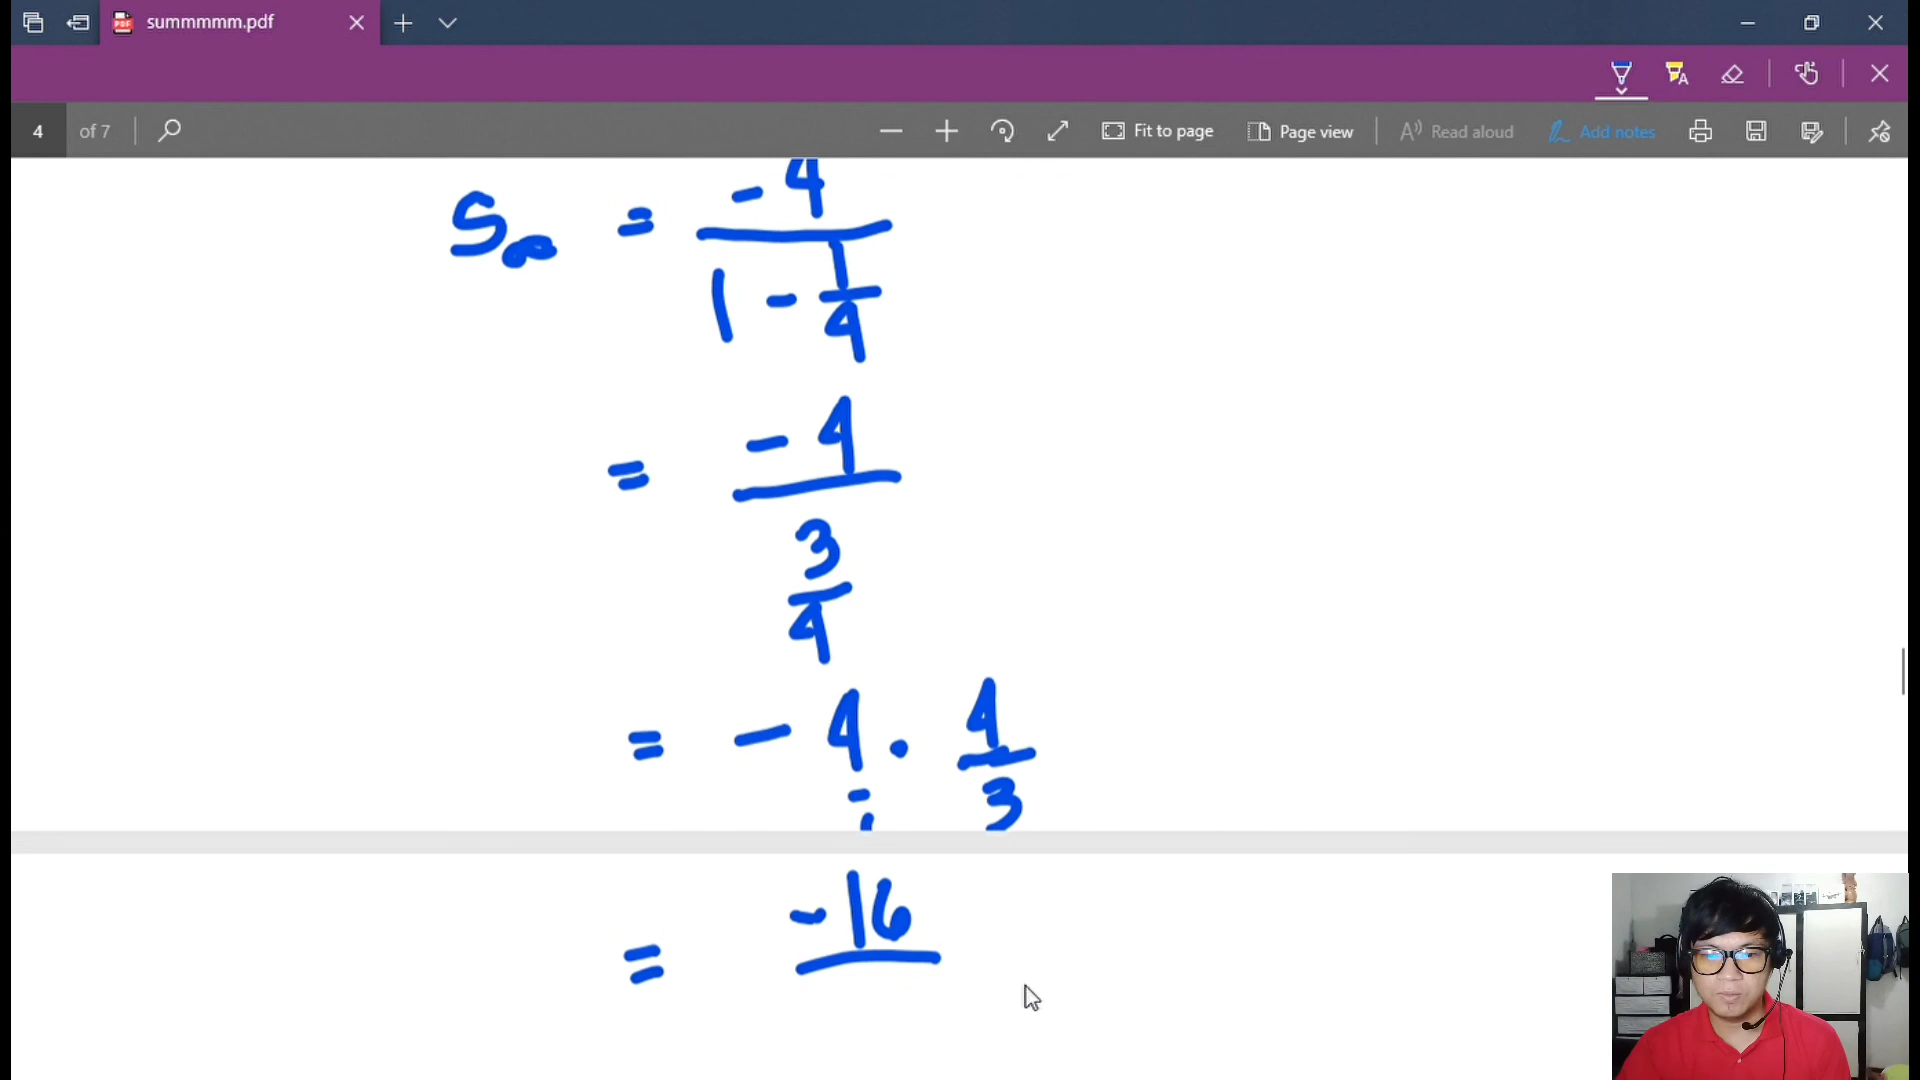 summmmm.pdf
4 of 7 Fit to page Page view Read aloud Add notes
S∞ = -4 / (1 - 1/4)
= -4 / (3/4)
= -4 · 4/3
= -16